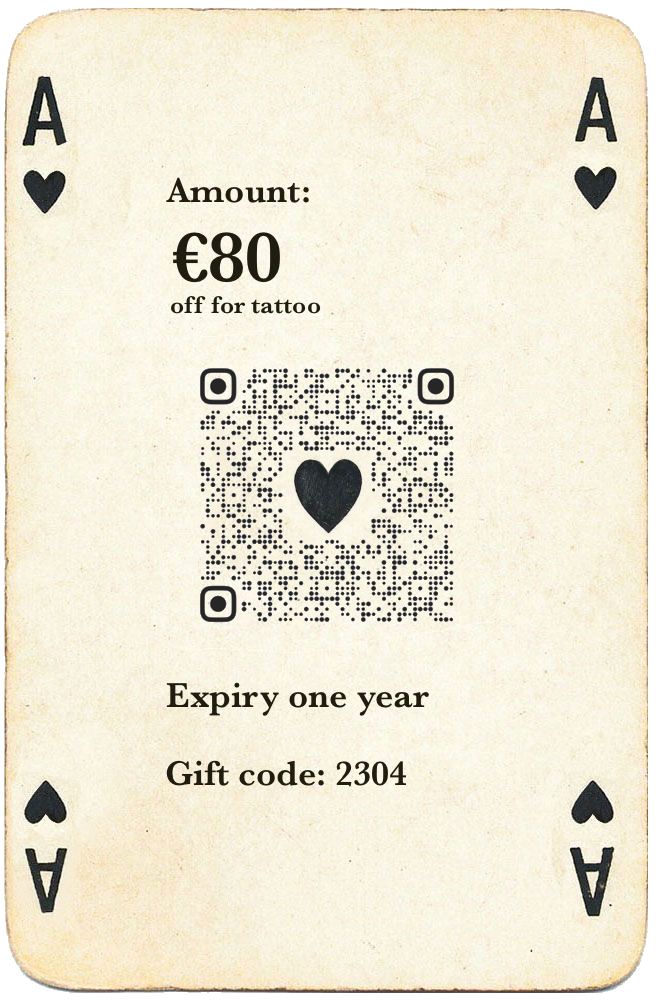 A A
Amount:
€80
off for tattoo
Expiry one year
Gift code: 2304
A A